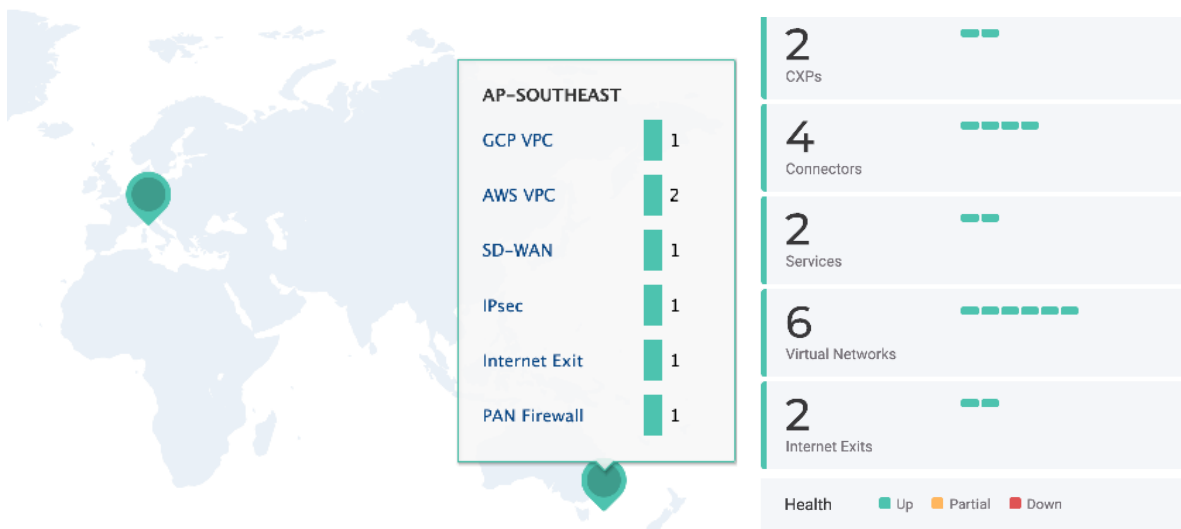 AP-SOUTHEAST
GCP VPC 1
AWS VPC 2
SD-WAN 1
IPsec 1
Internet Exit 1
PAN Firewall 1
2
CXPs
4
Connectors
2
Services
6
Virtual Networks
2
Internet Exits
Health Up Partial Down